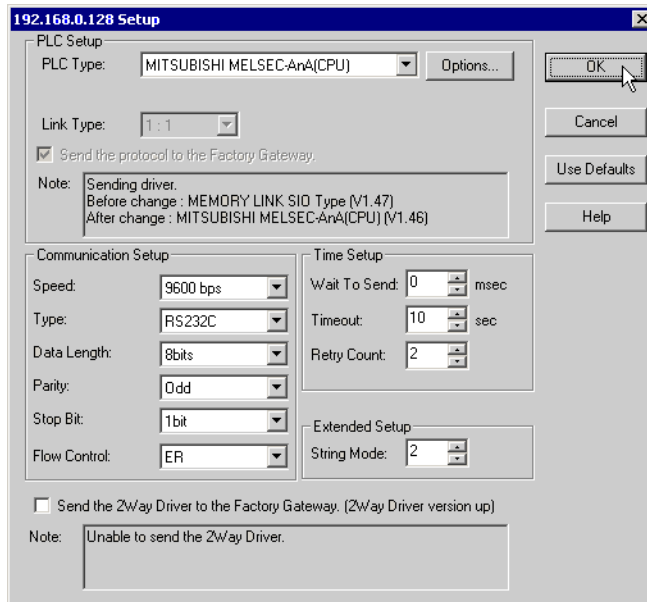 192.168.0.128 Setup
PLC Setup
PLC Type: MITSUBISHI MELSEC-AnA(CPU) Options... OK
Link Type: 1 : 1 Cancel
Send the protocol to the Factory Gateway.
Use Defaults
Note: Sending driver.
Before change : MEMORY LINK SIO Type (V1.47)
After change : MITSUBISHI MELSEC-AnA(CPU) (V1.46)
Help
Communication Setup
Speed: 9600 bps
Type: RS232C
Data Length: 8bits
Parity: Odd
Stop Bit: 1bit
Flow Control: ER
Time Setup
Wait To Send: 0 msec
Timeout: 10 sec
Retry Count: 2
Extended Setup
String Mode: 2
Send the 2Way Driver to the Factory Gateway. (2Way Driver version up)
Note: Unable to send the 2Way Driver.